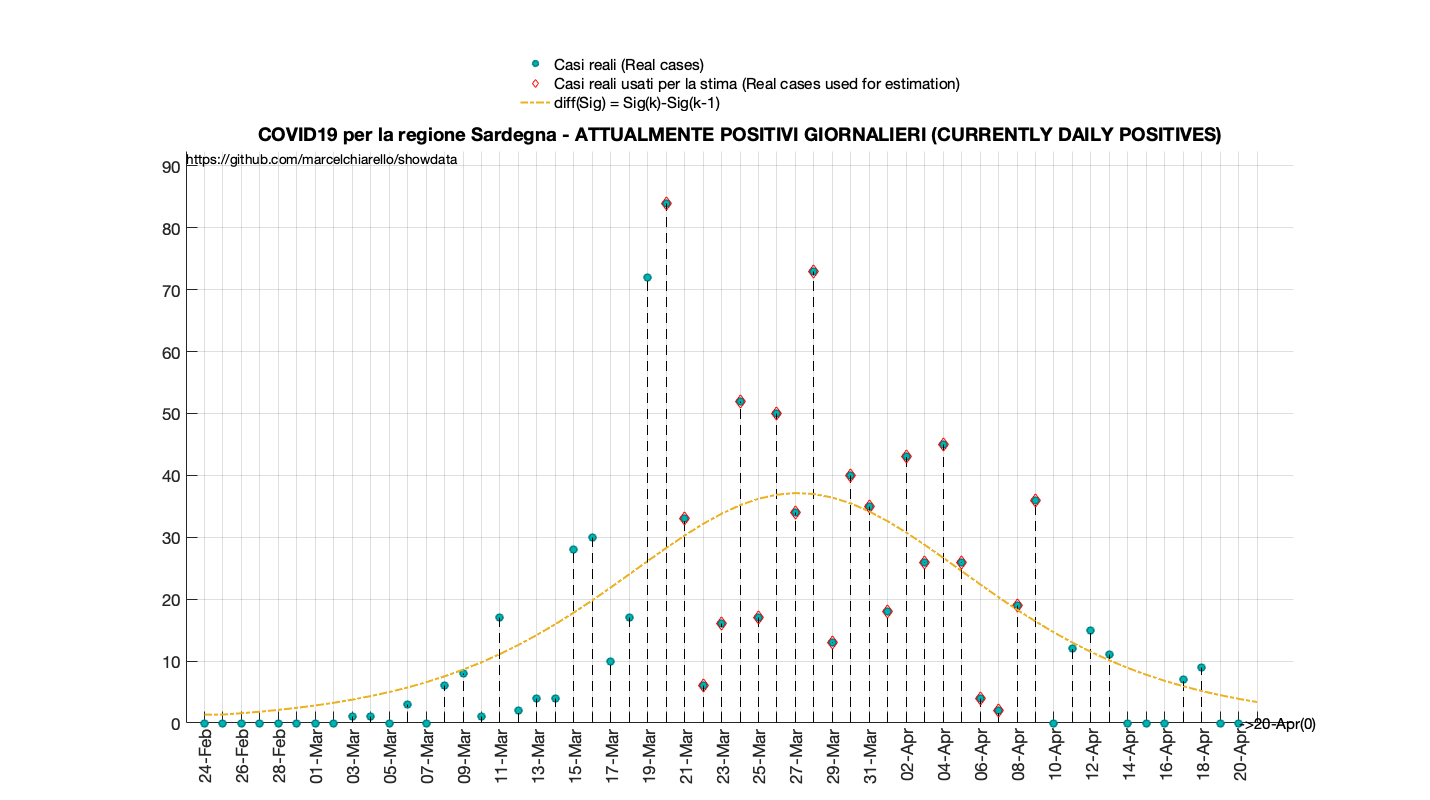 Casi reali (Real cases)
Casi reali usati per la stima (Real cases used for estimation)
diff(Sig) = Sig(k)-Sig(k-1)
COVID19 per la regione Sardegna - ATTUALMENTE POSITIVI GIORNALIERI (CURRENTLY DAILY POSITIVES)
https://github.com/marcelchiarello/showdata
90
80
70
60
50
40
30
20
10
0
->20-Apr(0)
24-Feb
26-Feb
28-Feb
01-Mar
03-Mar
05-Mar
07-Mar
09-Mar
11-Mar
13-Mar
15-Mar
17-Mar
19-Mar
21-Mar
23-Mar
25-Mar
27-Mar
29-Mar
31-Mar
02-Apr
04-Apr
06-Apr
08-Apr
10-Apr
12-Apr
14-Apr
16-Apr
18-Apr
20-Apr